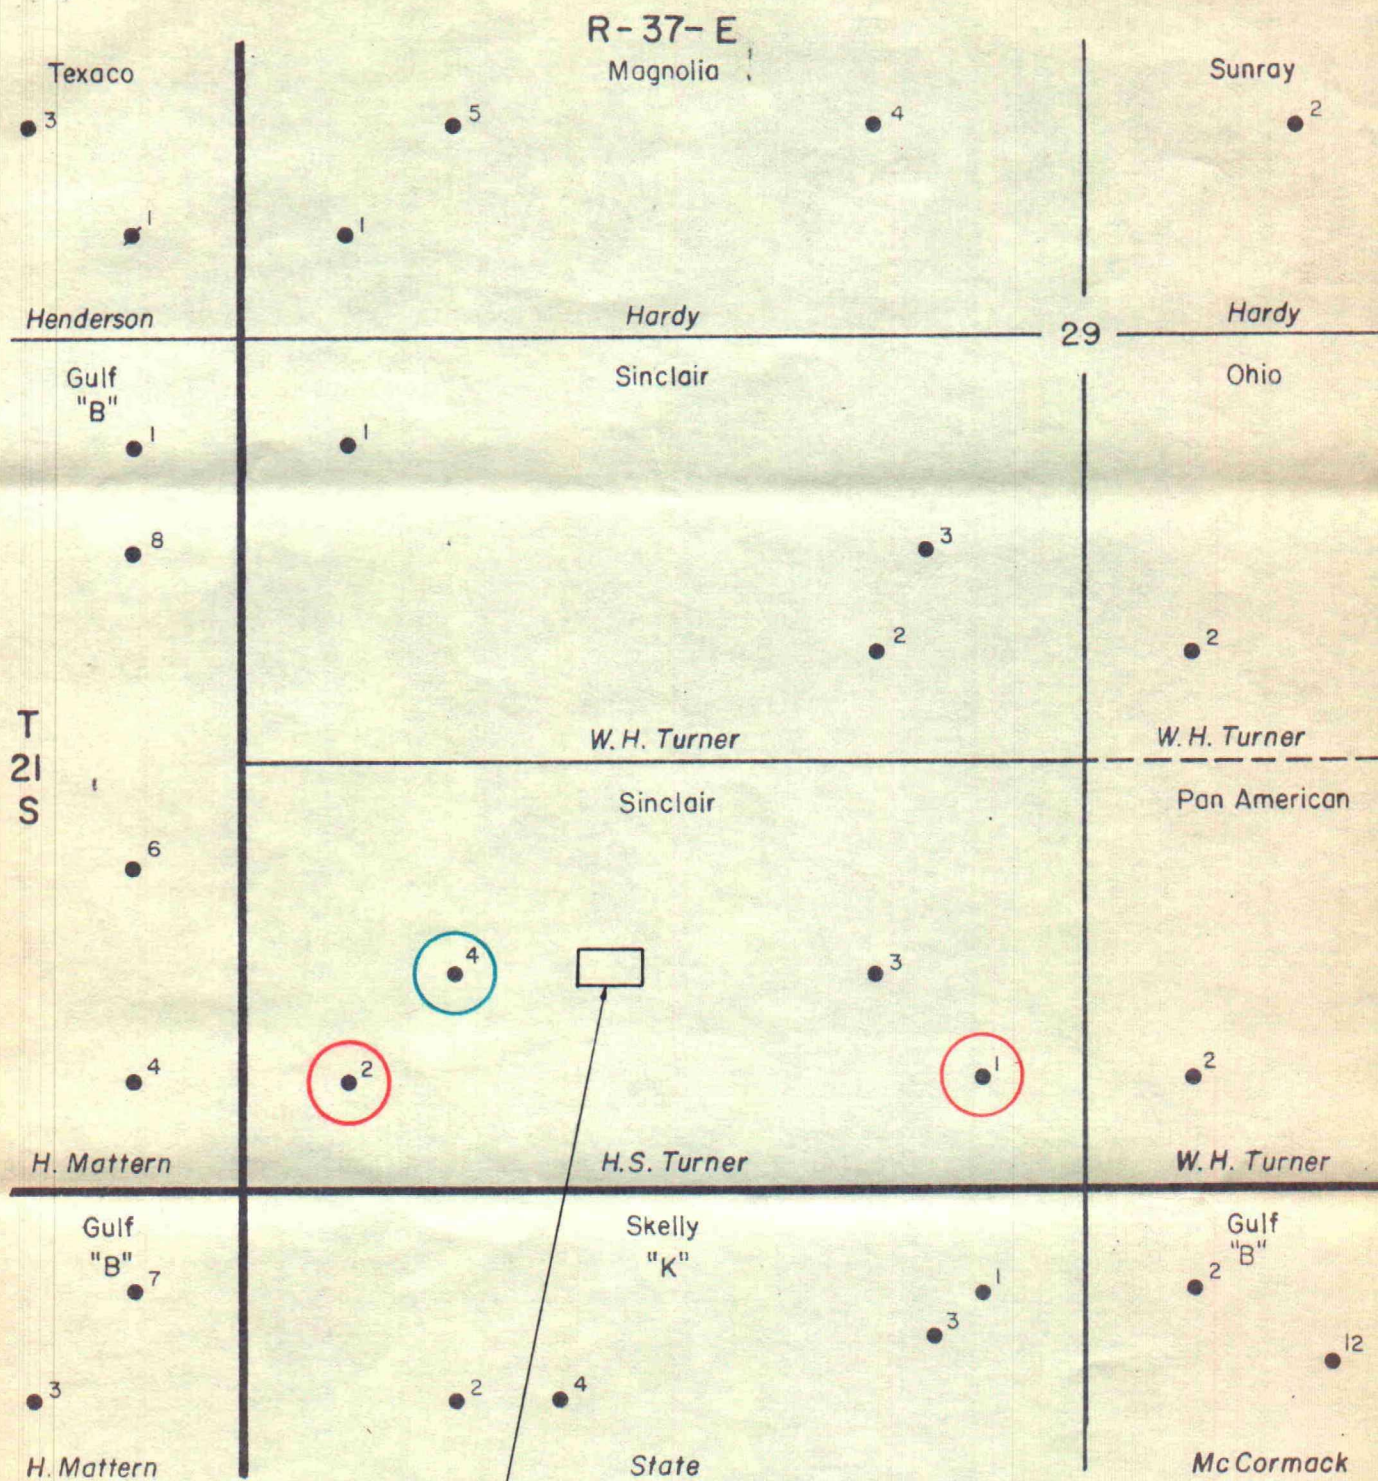 R-37-E
Texaco
Magnolia
Sunray
3
5
4
2
1
1
Henderson
Hardy
Hardy
29
Gulf
"B"
Sinclair
Ohio
1
1
8
3
2
2
W.H. Turner
W.H. Turner
T
21
S
Sinclair
Pan American
6
4
3
4
2
1
2
H. Mattern
H.S. Turner
W.H. Turner
Gulf
"B"
Skelly
"K"
Gulf
"B"
7
1
2
3
12
3
2
4
H. Mattern
State
McCormack